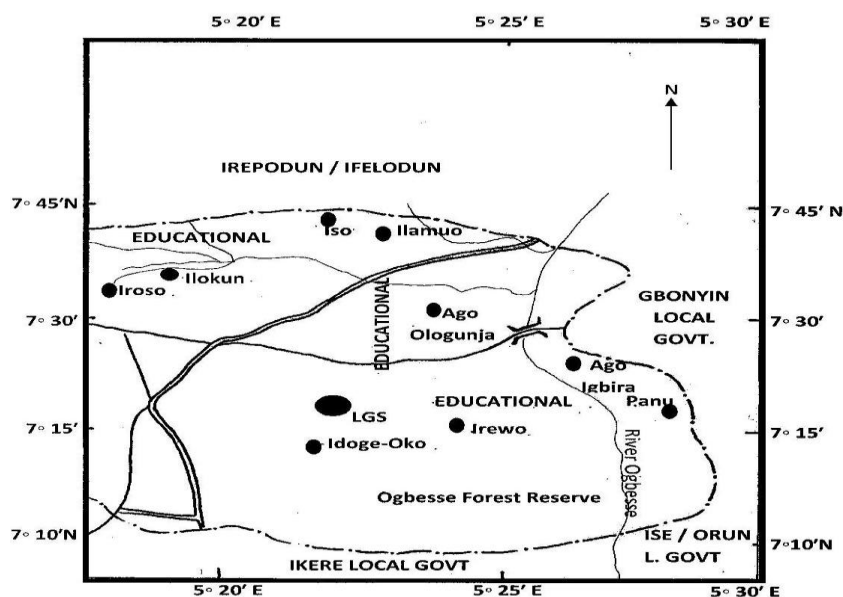 5° 20' E 5° 25' E 5° 30' E
N
IREPODUN / IFELODUN
7° 45'N 7° 45' N
EDUCATIONAL
Iso
Ilamuo
Ilokun
Iroso
EDUCATIONAL
GBONYIN
LOCAL
GOVT.
7° 30'N 7° 30'E
Ago
Ologunja
Ago
Igbira
Panu
EDUCATIONAL
LGS
7° 15'N 7° 15'E
Irewo
Idoge-Oko
River Ogbesse
Ogbesse Forest Reserve
7° 10'N 7° 10'N
ISE / ORUN
L. GOVT
IKERE LOCAL GOVT
5° 20' E 5° 25' E 5° 30' E